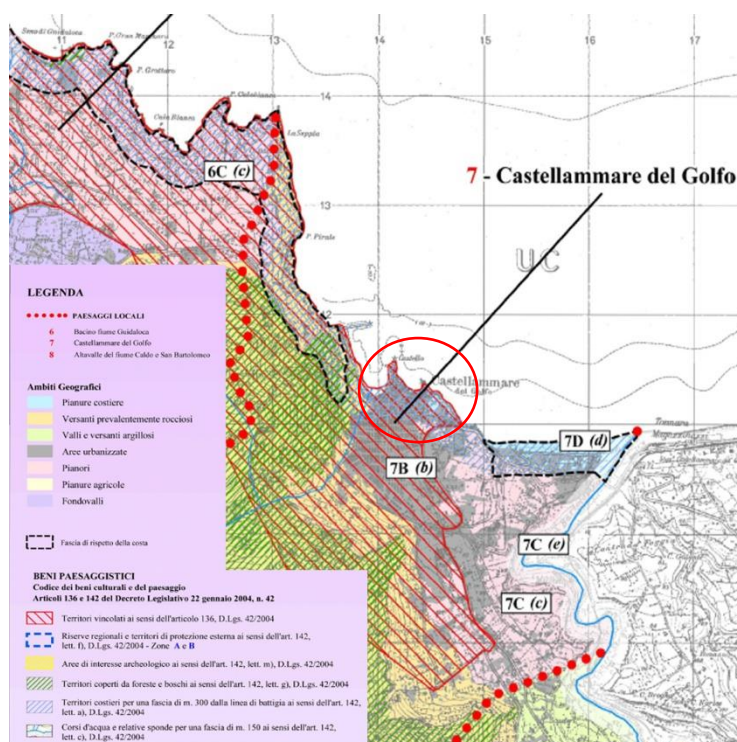 11
12
13
14
15
16
17
P. Gran Marinaro
P. Grottaro
Cala Bianca
14
La Seppia
6C (c)
7 - Castellammare del Golfo
13
P. Pirale
UC
12
LEGENDA
PAESAGGI LOCALI
6 Bacino fiume Guidaloca
7 Castellammare del Golfo
8 Altavalle del fiume Caldo e San Bartolomeo
Castello
Castellammare
del Golfo
Ambiti Geografici
Pianure costiere
Versanti prevalentemente rocciosi
Valli e versanti argillosi
Aree urbanizzate
Pianori
Pianure agricole
Fondovalli
Tonnara
7D (d)
7B (b)
Fascia di rispetto della costa
7C (e)
7C (c)
BENI PAESAGGISTICI
Codice dei beni culturali e del paesaggio
Articoli 136 e 142 del Decreto Legislativo 22 gennaio 2004, n. 42
Territori vincolati ai sensi dell'articolo 136, D.Lgs. 42/2004
Riserve regionali e territori di protezione esterna ai sensi dell'art. 142,
lett. f), D.Lgs. 42/2004 - Zone A e B
Aree di interesse archeologico ai sensi dell'art. 142, lett. m), D.Lgs. 42/2004
Territori coperti da foreste e boschi ai sensi dell'art. 142, lett. g), D.Lgs. 42/2004
Territori costieri per una fascia di m. 300 dalla linea di battigia ai sensi dell'art. 142,
lett. a), D.Lgs. 42/2004
Corsi d'acqua e relative sponde per una fascia di m. 150 ai sensi dell'art. 142,
lett. c), D.Lgs. 42/2004